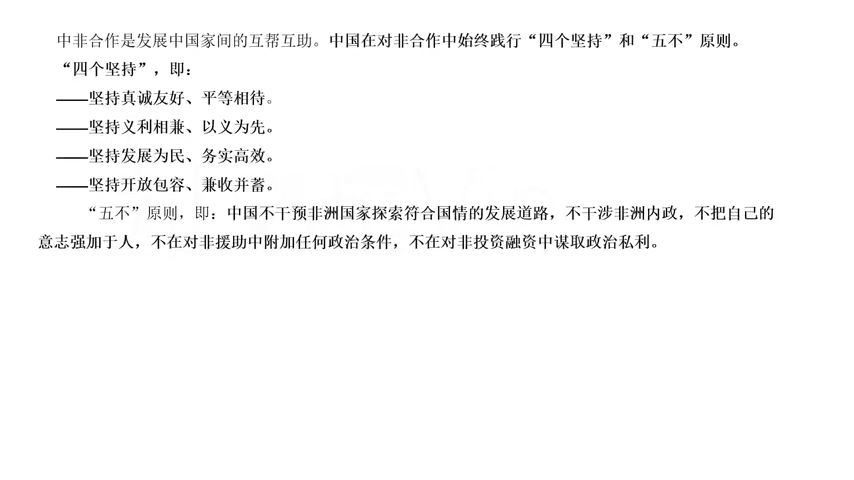 中非合作是发展中国家间的互帮互助。中国在对非合作中始终践行“四个坚持”和“五不”原则。
“四个坚持”，即：
——坚持真诚友好、平等相待。
——坚持义利相兼、以义为先。
——坚持发展为民、务实高效。
——坚持开放包容、兼收并蓄。
“五不”原则，即：中国不干预非洲国家探索符合国情的发展道路，不干涉非洲内政，不把自己的
意志强加于人，不在对非援助中附加任何政治条件，不在对非投资融资中谋取政治私利。